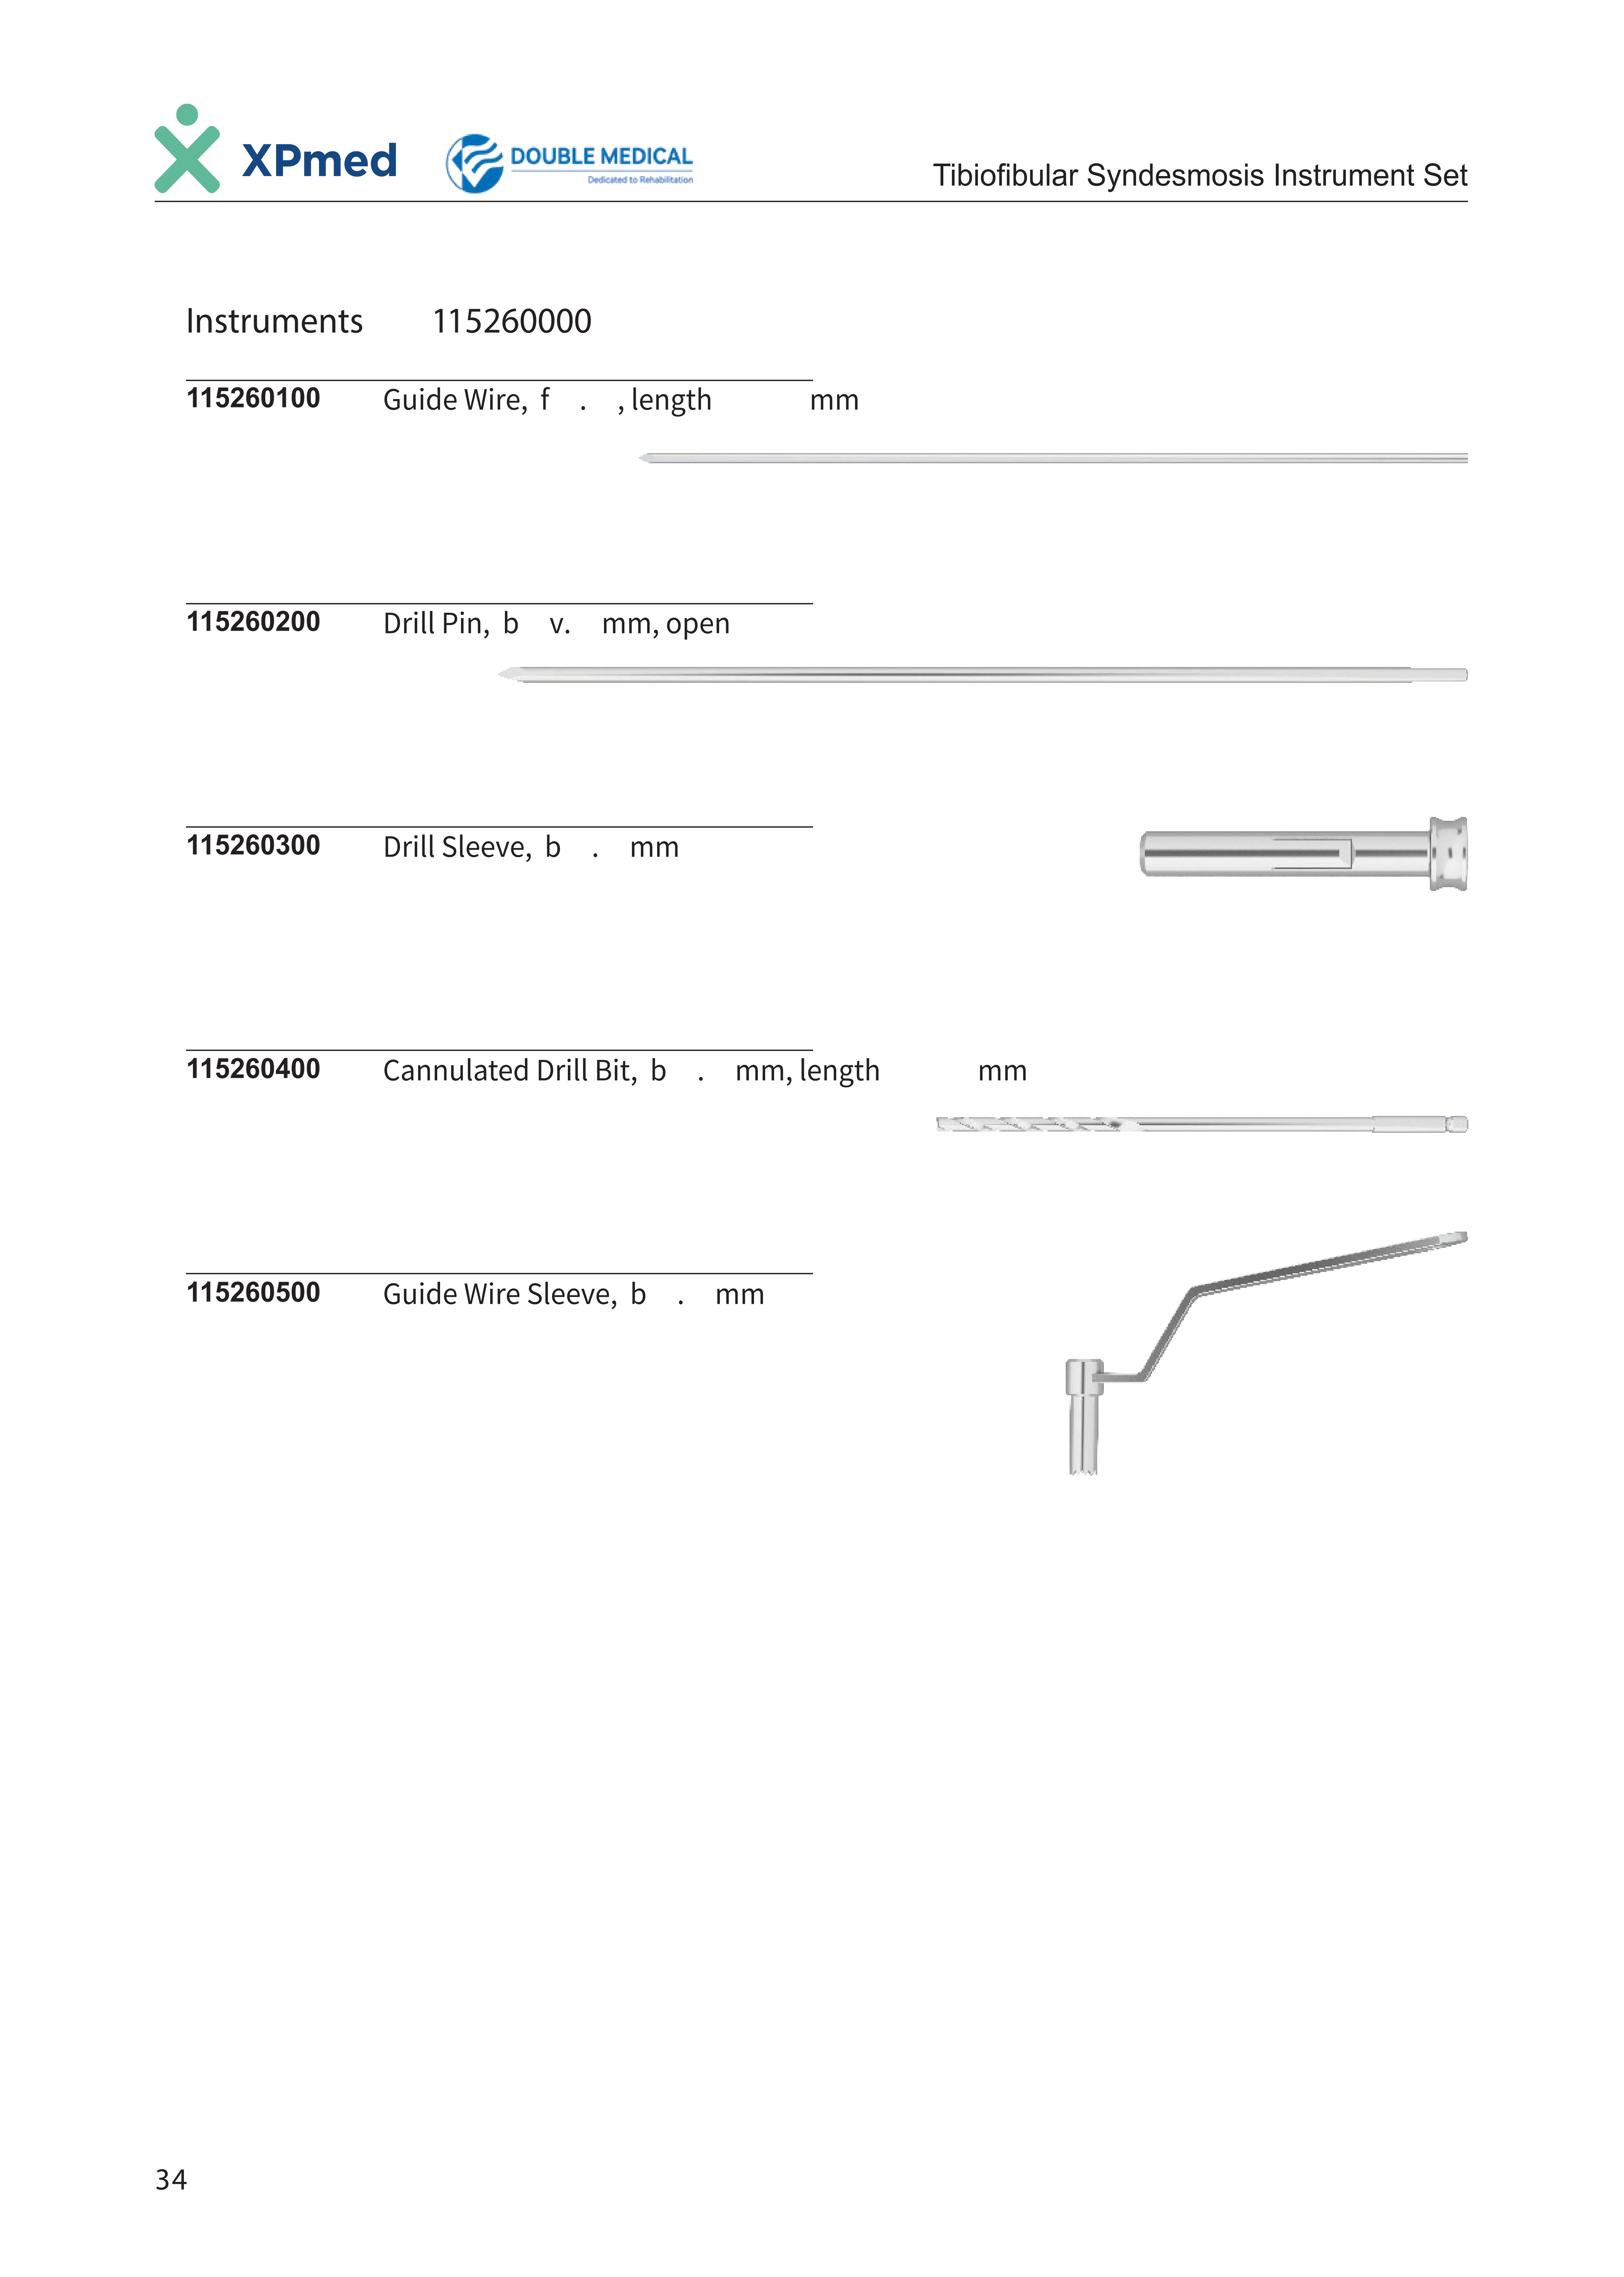 XPmed
DOUBLE MEDICAL
Dedicated to Rehabilitation
Tibiofibular Syndesmosis Instrument Set
Instruments 115260000
115260100 Guide Wire, f . , length mm
115260200 Drill Pin, b v. mm, open
115260300 Drill Sleeve, b . mm
115260400 Cannulated Drill Bit, b . mm, length mm
115260500 Guide Wire Sleeve, b . mm
34